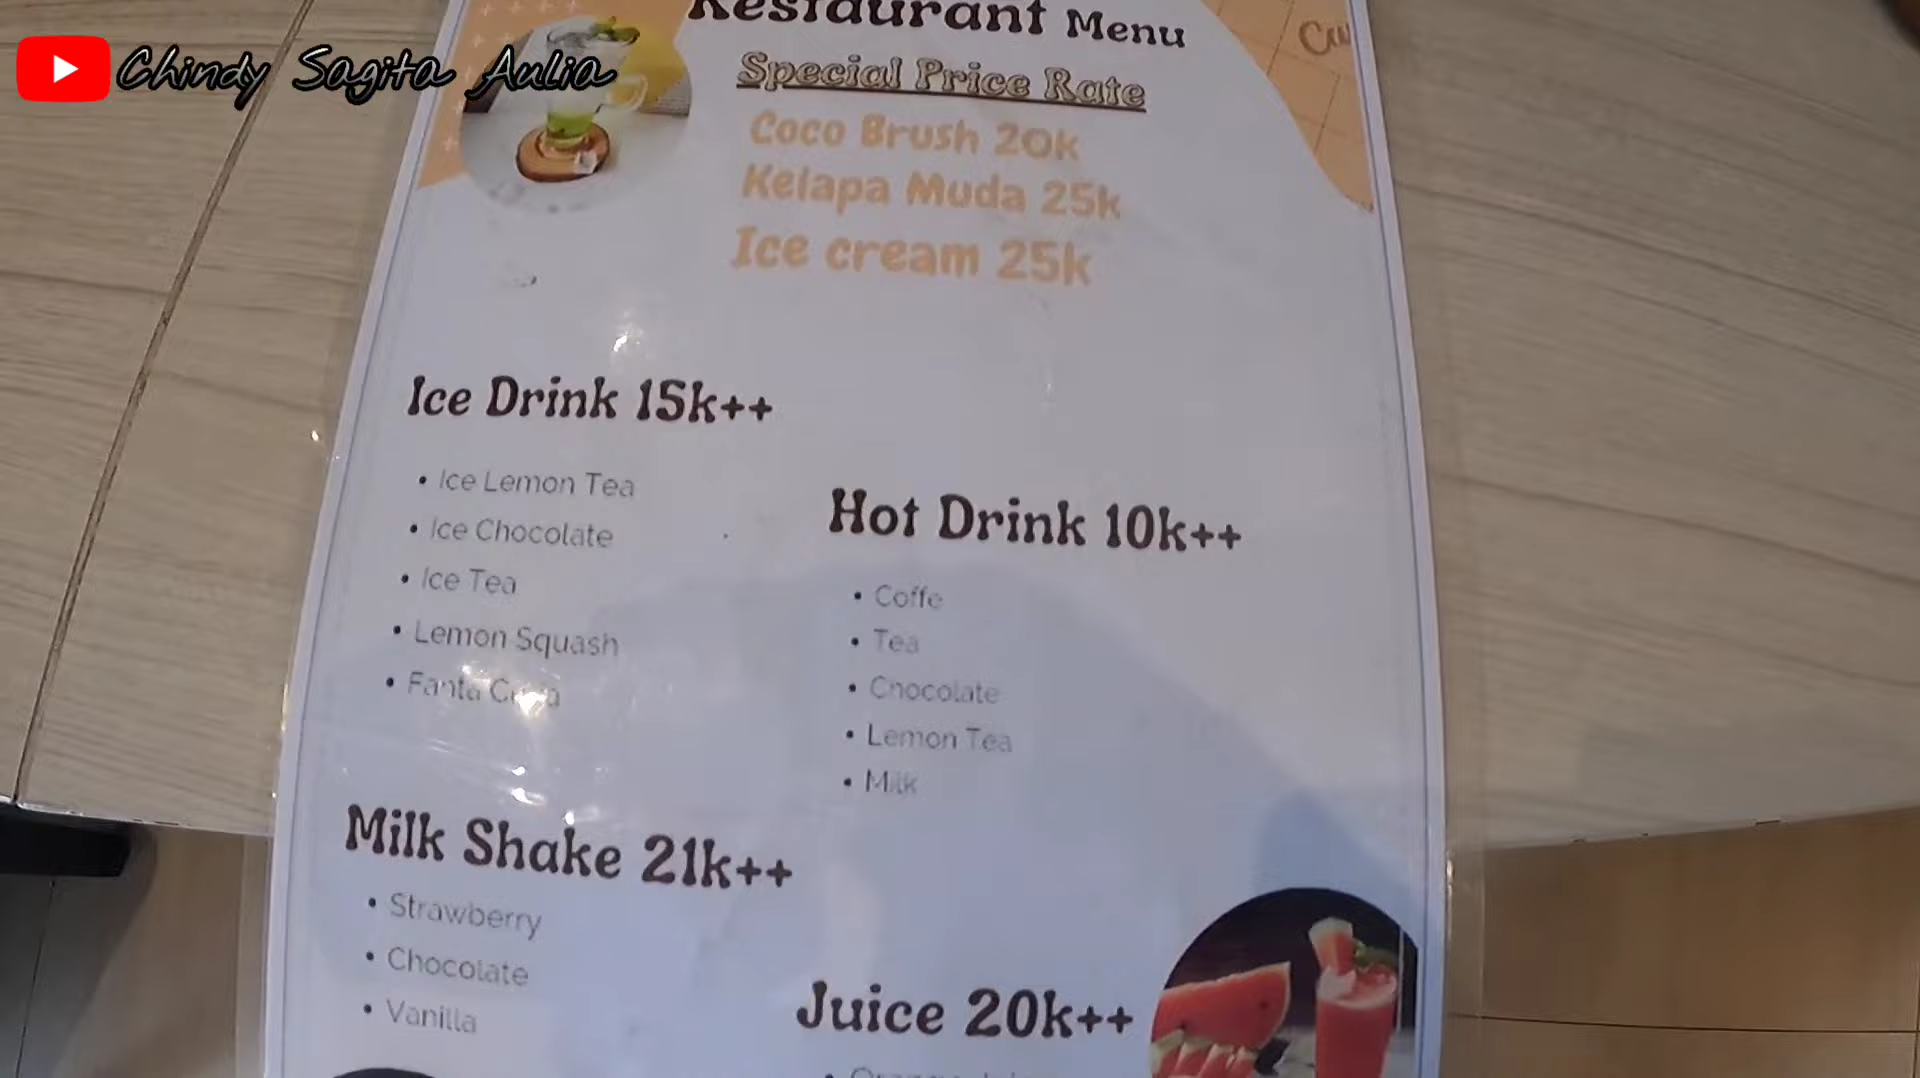 Chindy Sagita Aulia
Restaurant Menu
Special Price Rate
Coco Brush 20k
Kelapa Muda 25k
Ice cream 25k
Ice Drink 15k++
• Ice Lemon Tea
• Ice Chocolate
• Ice Tea
• Lemon Squash
• Fanta
Hot Drink 10k++
• Coffe
• Tea
• Chocolate
• Lemon Tea
• Milk
Milk Shake 21k++
• Strawberry
• Chocolate
• Vanilla
Juice 20k++